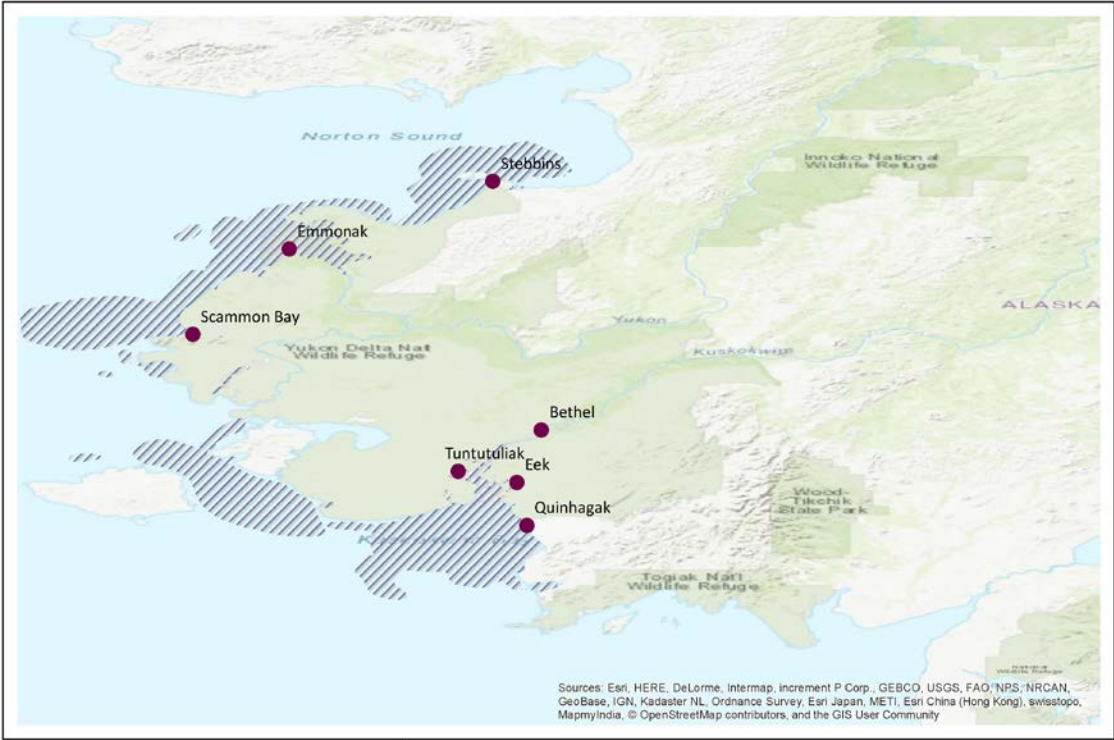 Norton Sound
Stebbins
Innoko National
Wildlife Refuge
Emmonak
ALASKA
Scammon Bay
Yukon
Yukon Delta Nat'l
Wildlife Refuge
Kuskokwim
Bethel
Tuntutuliak
Eek
Wood-
Tikchik
State Park
Quinhagak
Togiak Nat'l
Wildlife Refuge
Wildlife Refuge
Sources: Esri, HERE, DeLorme, Intermap, increment P Corp., GEBCO, USGS, FAO, NPS, NRCAN,
GeoBase, IGN, Kadaster NL, Ordnance Survey, Esri Japan, METI, Esri China (Hong Kong), swisstopo,
MapmyIndia, © OpenStreetMap contributors, and the GIS User Community